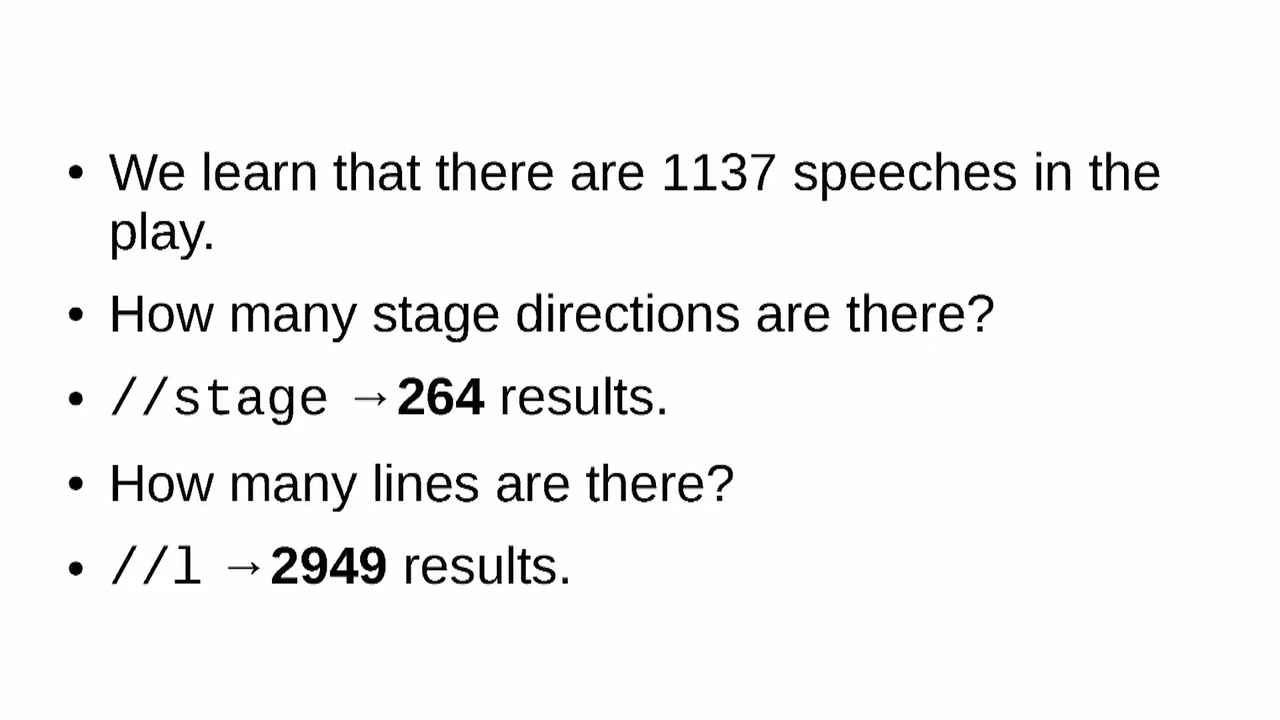 • We learn that there are 1137 speeches in the
play.
• How many stage directions are there?
• //stage →264 results.
• How many lines are there?
• //l →2949 results.